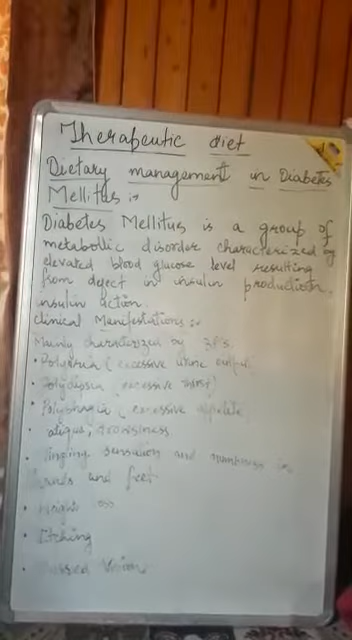 Therapeutic diet
Dietary management in Diabetes
Mellitus :-
Diabetes Mellitus is a group of
metabolic disorder characterized by
elevated blood glucose level resulting
from defect in insulin production,
insulin action.
Clinical Manifestations :-
Mainly characterized by 3P's.
• Polyuria (excessive urine output
• Polydipsia (excessive thirst)
• Polyphagia (excessive appetite
• atigue, drowsiness
• Tingling sensation and numbness in
hands and feet
• Weight loss
• Itching
• Vision